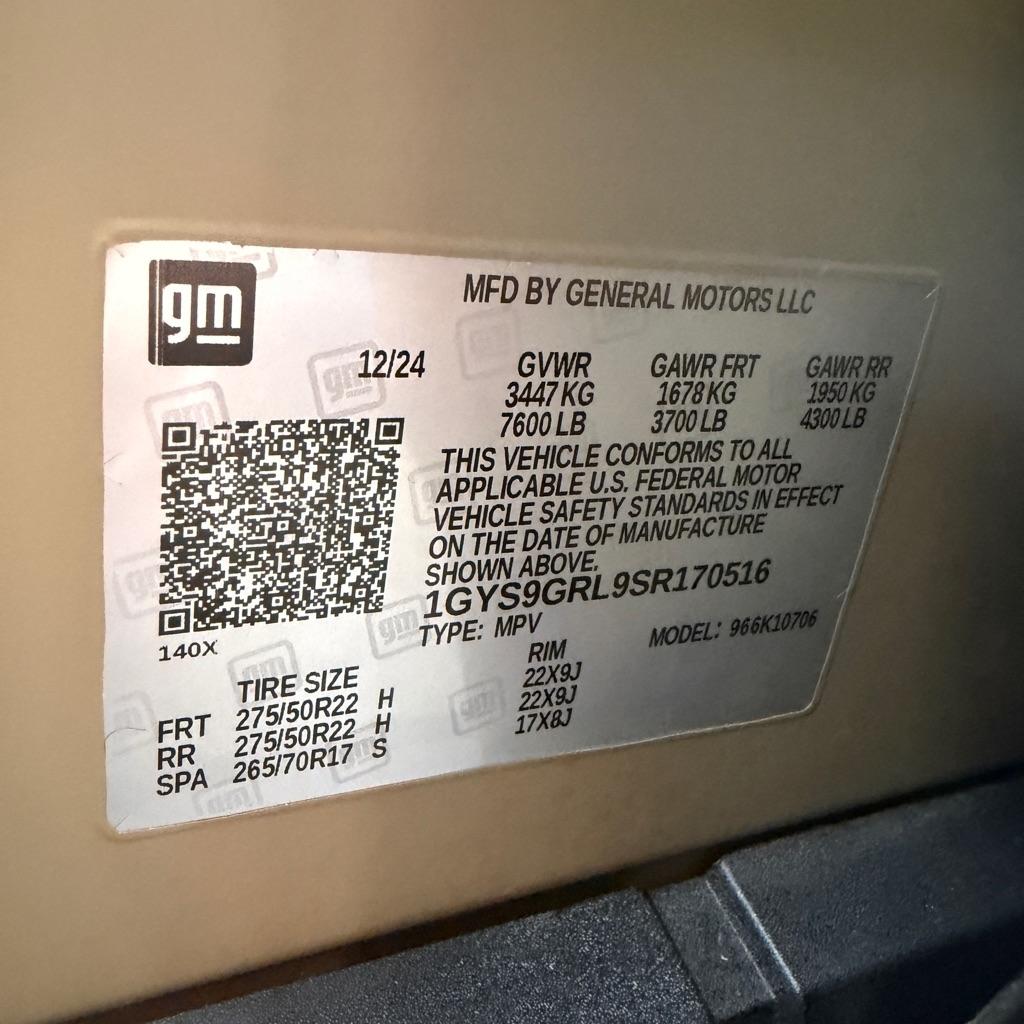 gm
MFD BY GENERAL MOTORS LLC
12/24 GVWR GAWR FRT GAWR RR
3447 KG 1678 KG 1950 KG
7600 LB 3700 LB 4300 LB
THIS VEHICLE CONFORMS TO ALL
APPLICABLE U.S. FEDERAL MOTOR
VEHICLE SAFETY STANDARDS IN EFFECT
ON THE DATE OF MANUFACTURE
SHOWN ABOVE.
1GYS9GRL9SR170516
TYPE: MPV MODEL: 966K10706
140X
TIRE SIZE RIM
FRT 275/50R22 H 22X9J
RR 275/50R22 H 22X9J
SPA 265/70R17 S 17X8J